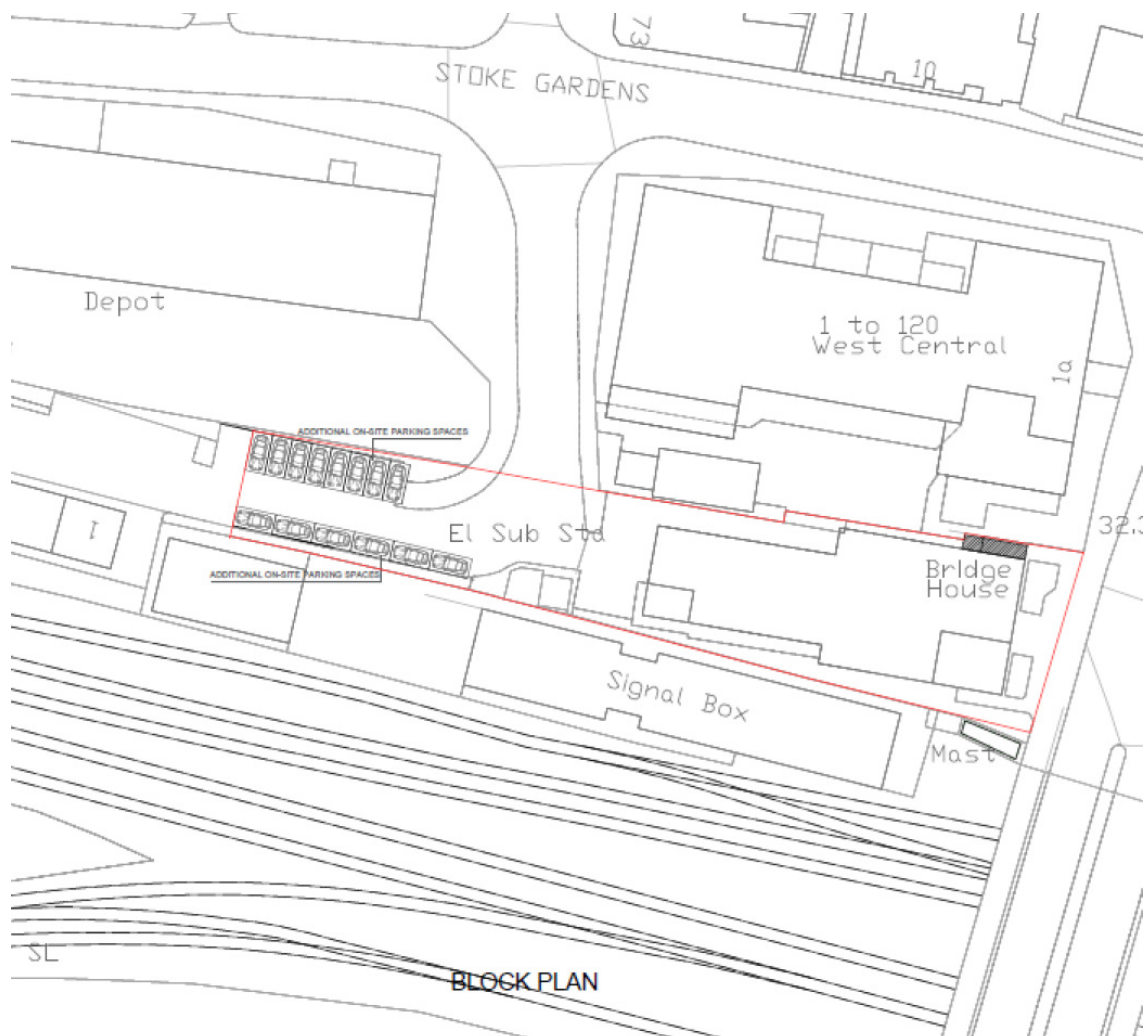 73
10
STOKE GARDENS
Depot
1 to 120
West Central
1a
ADDITIONAL ON-SITE PARKING SPACES
32.3
1
El Sub Sta
Bridge
House
ADDITIONAL ON-SITE PARKING SPACES
Signal Box
Mast
SL
BLOCK PLAN